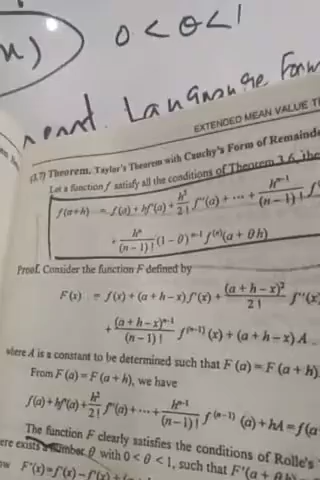 x) 0 < θ < 1
Language Form
EXTENDED MEAN VALUE T
(3.7) Theorem. Taylor's Theorem with Cauchy's Form of Remainde
Let a function f satisfy all the conditions of Theorem 3.6, the
f(a+h) = f(a) + hf'(a) + h²/2! f''(a) + ··· + hⁿ⁻¹/(n−1)! f
+ hⁿ/(n−1)! (1−θ)ⁿ⁻¹ f⁽ⁿ⁾(a + θh)
Proof. Consider the function F defined by
F(x) = f(x) + (a+h−x)f'(x) + (a+h−x)²/2! f''(x)
+ (a+h−x)ⁿ⁻¹/(n−1)! f⁽ⁿ⁻¹⁾(x) + (a+h−x)A
where A is a constant to be determined such that F(a) = F(a+h)
From F(a) = F(a+h), we have
f(a) + hf'(a) + h²/2! f''(a) + ··· + hⁿ⁻¹/(n−1)! f⁽ⁿ⁻¹⁾(a) + hA = f(a
The function F clearly satisfies the conditions of Rolle's
ere exists a number θ with 0 < θ < 1, such that F'(a + θh)
ow F'(x) = f'(x) − f'(x) +